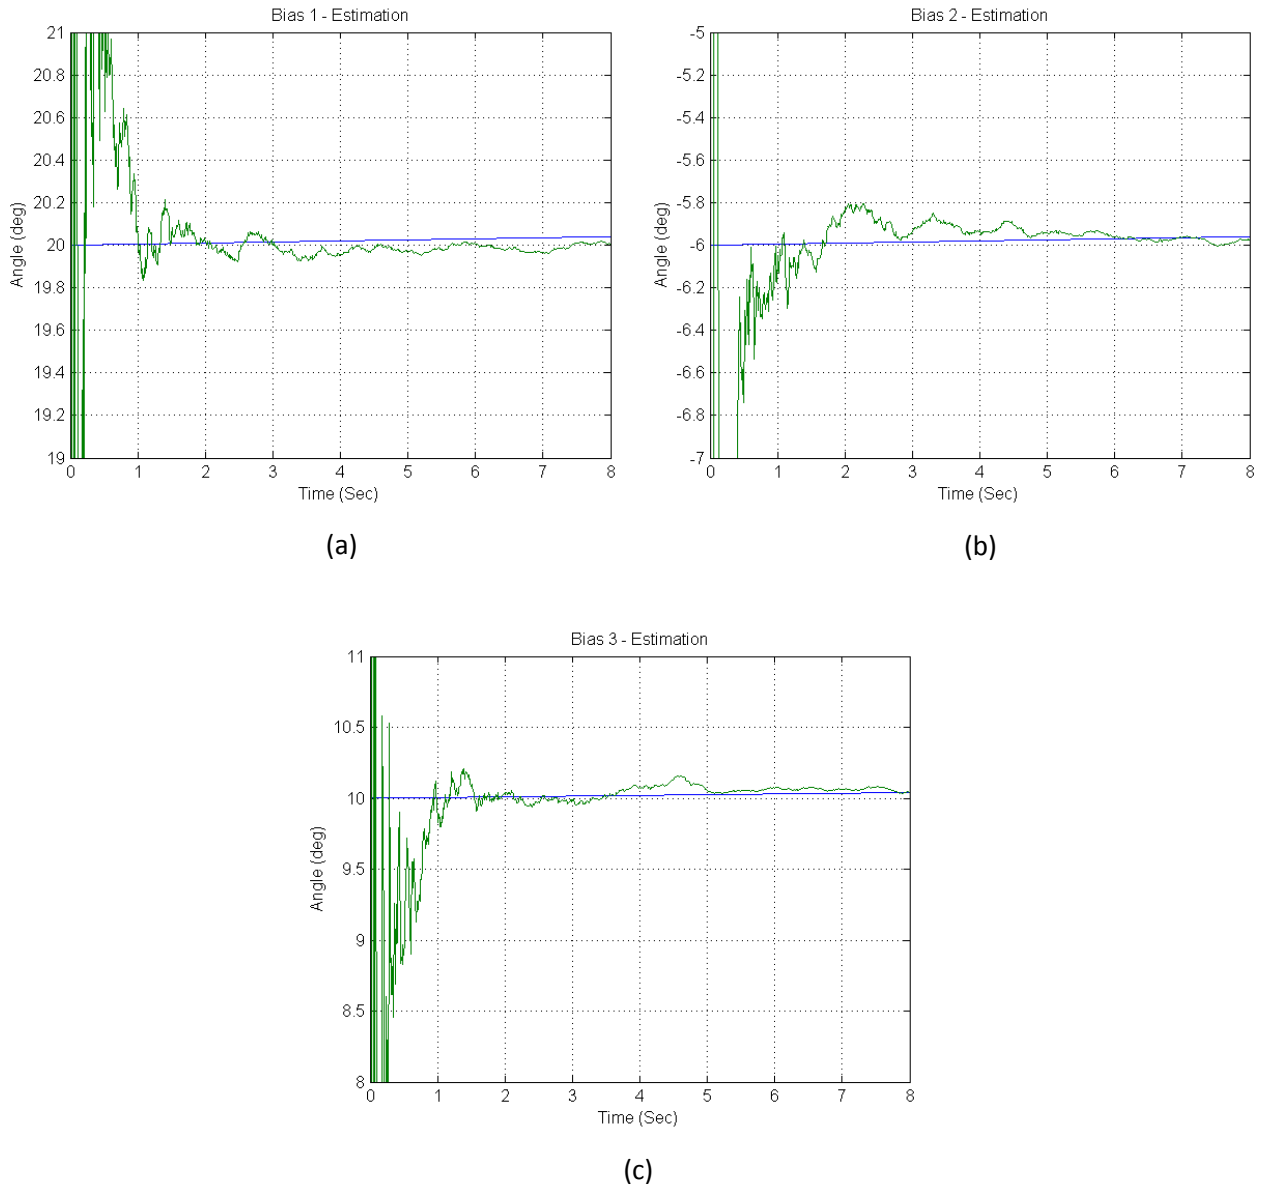 Bias 1 - Estimation
21
20.8
20.6
20.4
20.2
20
19.8
19.6
19.4
19.2
19
Angle (deg)
0 1 2 3 4 5 6 7 8
Time (Sec)
(a)
Bias 2 - Estimation
-5
-5.2
-5.4
-5.6
-5.8
-6
-6.2
-6.4
-6.6
-6.8
-7
Angle (deg)
0 1 2 3 4 5 6 7 8
Time (Sec)
(b)
Bias 3 - Estimation
11
10.5
10
9.5
9
8.5
8
Angle (deg)
0 1 2 3 4 5 6 7 8
Time (Sec)
(c)